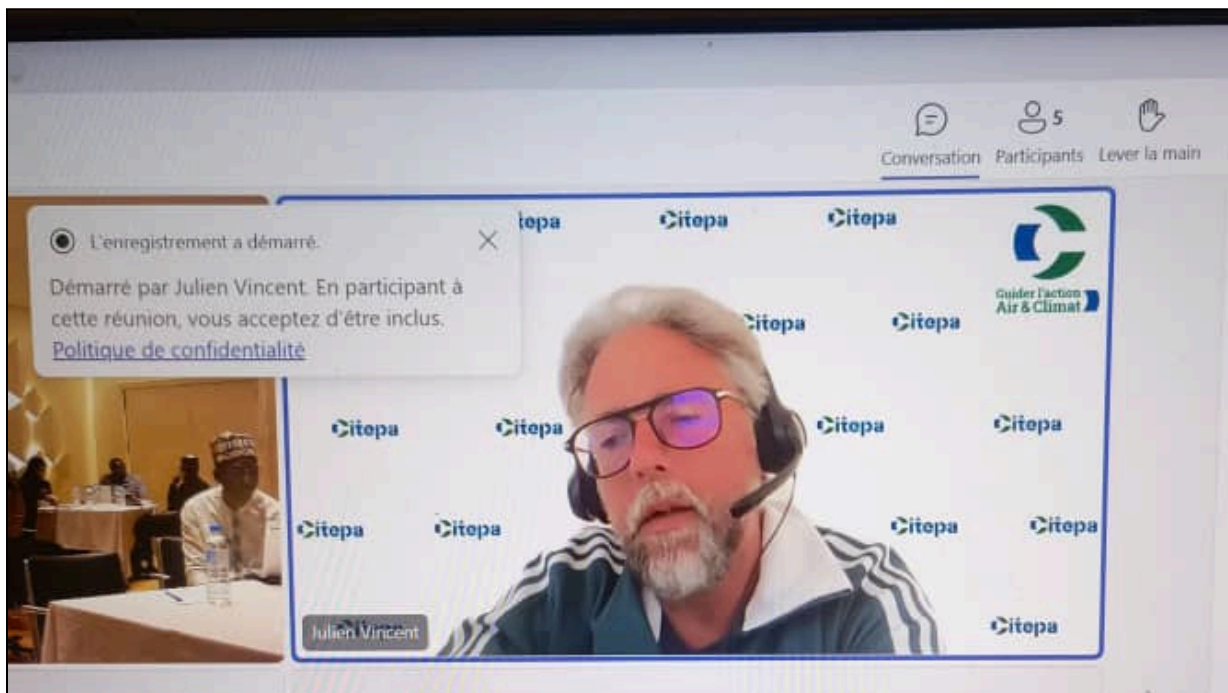 Conversation
Participants
5
Lever la main
L'enregistrement a démarré.
Démarré par Julien Vincent. En participant à
cette réunion, vous acceptez d'être inclus.
Politique de confidentialité
Citepa
Citepa
Guider l'action
Air & Climat
Citepa
Citepa
Citepa
Citepa
Citepa
Citepa
Citepa
Citepa
Citepa
Citepa
Julien Vincent
Citepa